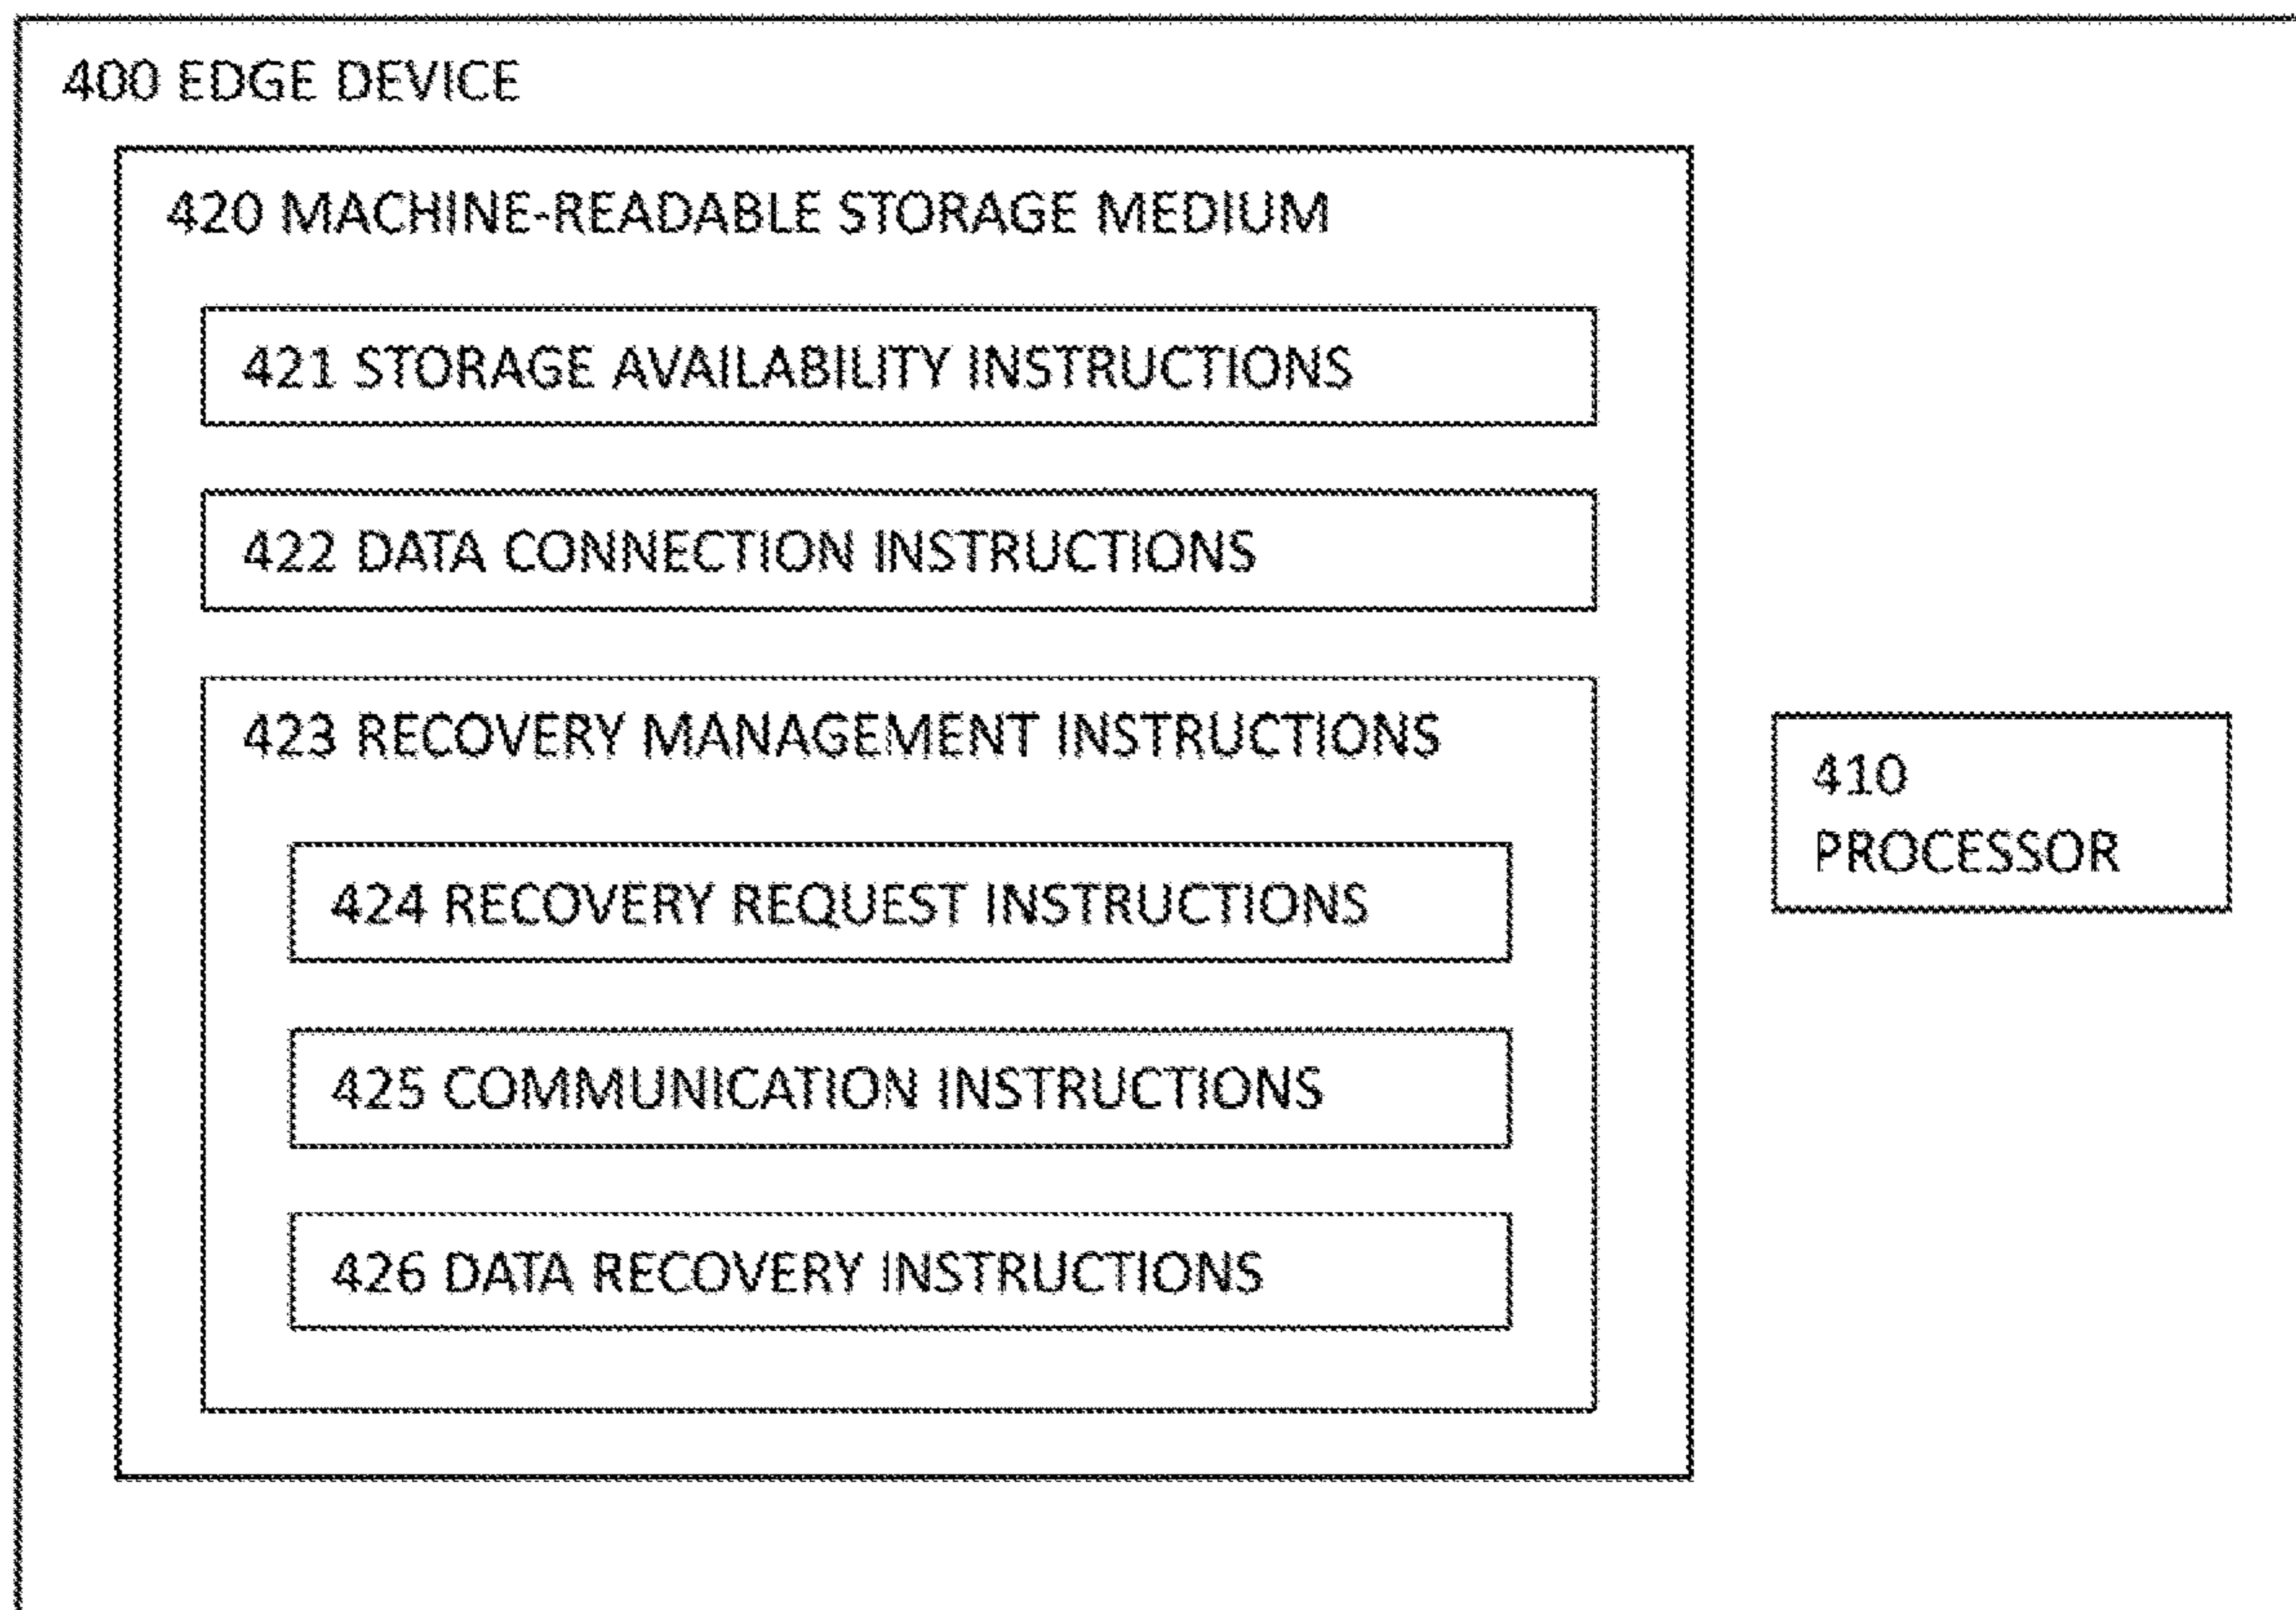 400 EDGE DEVICE
420 MACHINE-READABLE STORAGE MEDIUM
421 STORAGE AVAILABILITY INSTRUCTIONS
422 DATA CONNECTION INSTRUCTIONS
423 RECOVERY MANAGEMENT INSTRUCTIONS
424 RECOVERY REQUEST INSTRUCTIONS
425 COMMUNICATION INSTRUCTIONS
426 DATA RECOVERY INSTRUCTIONS
410
PROCESSOR